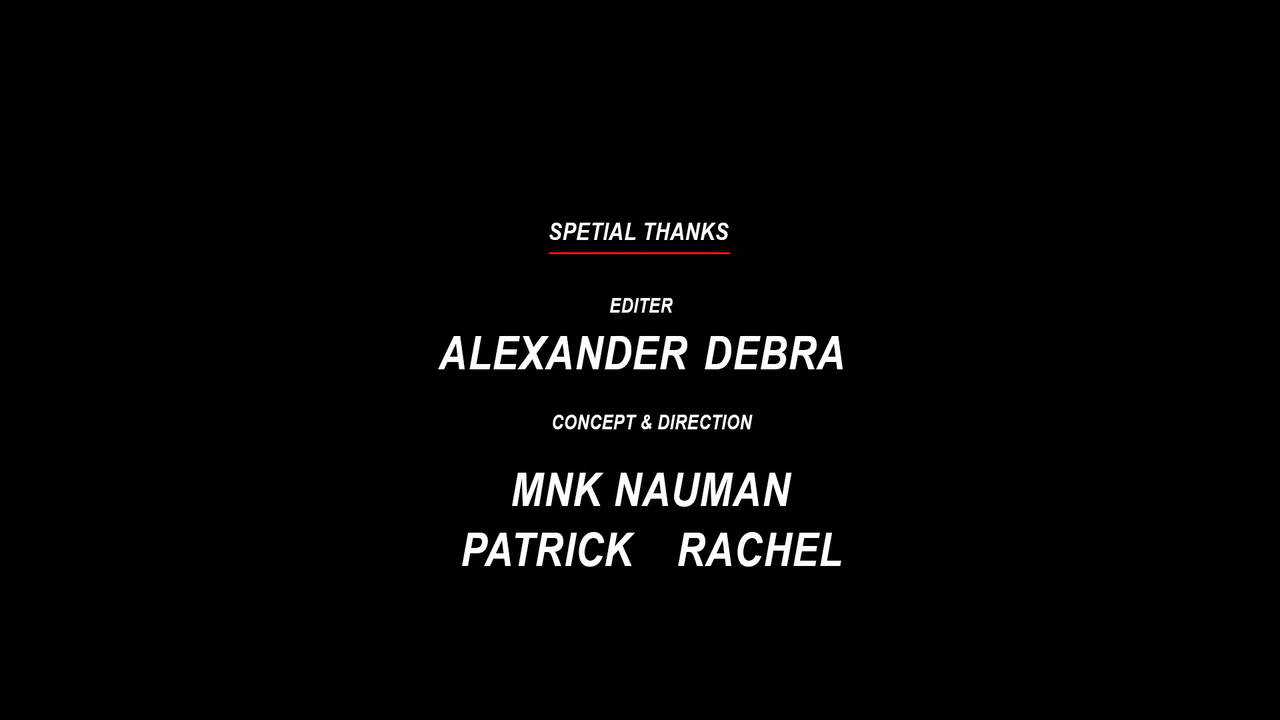 SPETIAL THANKS
EDITER
ALEXANDER DEBRA
CONCEPT & DIRECTION
MNK NAUMAN
PATRICK RACHEL